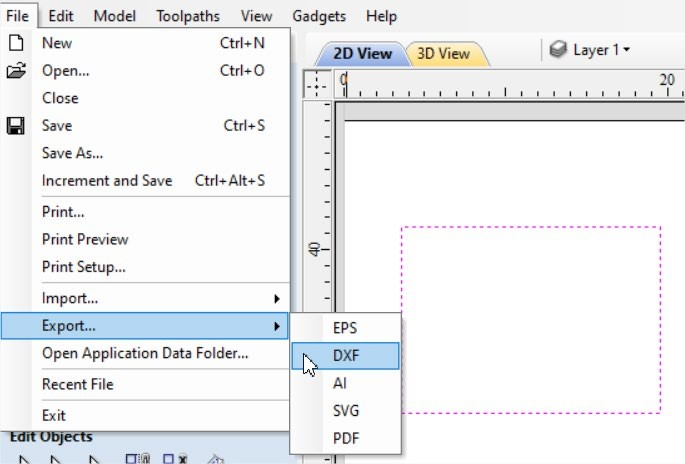 File Edit Model Toolpaths View Gadgets Help
New Ctrl+N
Open... Ctrl+O
Close
Save Ctrl+S
Save As...
Increment and Save Ctrl+Alt+S
Print...
Print Preview
Print Setup...
Import...
Export...
Open Application Data Folder...
Recent File
Exit
EPS
DXF
AI
SVG
PDF
2D View 3D View Layer 1
0 20
40
Edit Objects